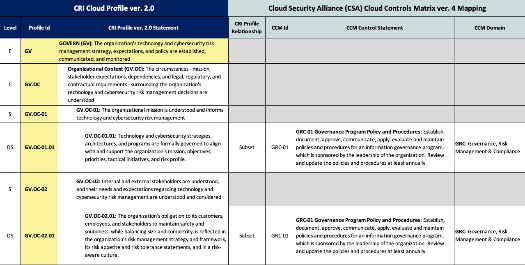 CRI Cloud Profile ver. 2.0
Cloud Security Alliance (CSA) Cloud Controls Matrix ver. 4 Mapping
Level
Profile Id
CRI Profile ver. 2.0 Statement
CRI Profile
Relationship
CCM Id
CCM Control Statement
CCM Domain
F
GV
GOVERN (GV): The organization's technology and cybersecurity risk
management strategy, expectations, and policy are established,
communicated, and monitored
C
GV.OC
Organizational Context (GV.OC): The circumstances - mission,
stakeholder expectations, dependencies, and legal, regulatory, and
contractual requirements - surrounding the organization's
technology and cybersecurity risk management decisions are
understood
S
GV.OC-01
GV.OC-01: The organizational mission is understood and informs
technology and cybersecurity risk management
DS
GV.OC-01.01
GV.OC-01.01: Technology and cybersecurity strategies,
architectures, and programs are formally governed to align
with and support the organization's mission, objectives,
priorities, tactical initiatives, and risk profile.
Subset
GRC-01
GRC-01 Governance Program Policy and Procedures: Establish,
document, approve, communicate, apply, evaluate and maintain
policies and procedures for an information governance program,
which is sponsored by the leadership of the organization. Review
and update the policies and procedures at least annually.
GRC: Governance, Risk
Management & Compliance
S
GV.OC-02
GV.OC-02: Internal and external stakeholders are understood,
and their needs and expectations regarding technology and
cybersecurity risk management are understood and considered
DS
GV.OC-02.01
GV.OC-02.01: The organization's obligation to its customers,
employees, and stakeholders to maintain safety and
soundness, while balancing size and complexity, is reflected in
the organization's risk management strategy and framework,
its risk appetite and risk tolerance statements, and in a risk-
aware culture.
Subset
GRC-01
GRC-01 Governance Program Policy and Procedures: Establish,
document, approve, communicate, apply, evaluate and maintain
policies and procedures for an information governance program,
which is sponsored by the leadership of the organization. Review
and update the policies and procedures at least annually.
GRC: Governance, Risk
Management & Compliance